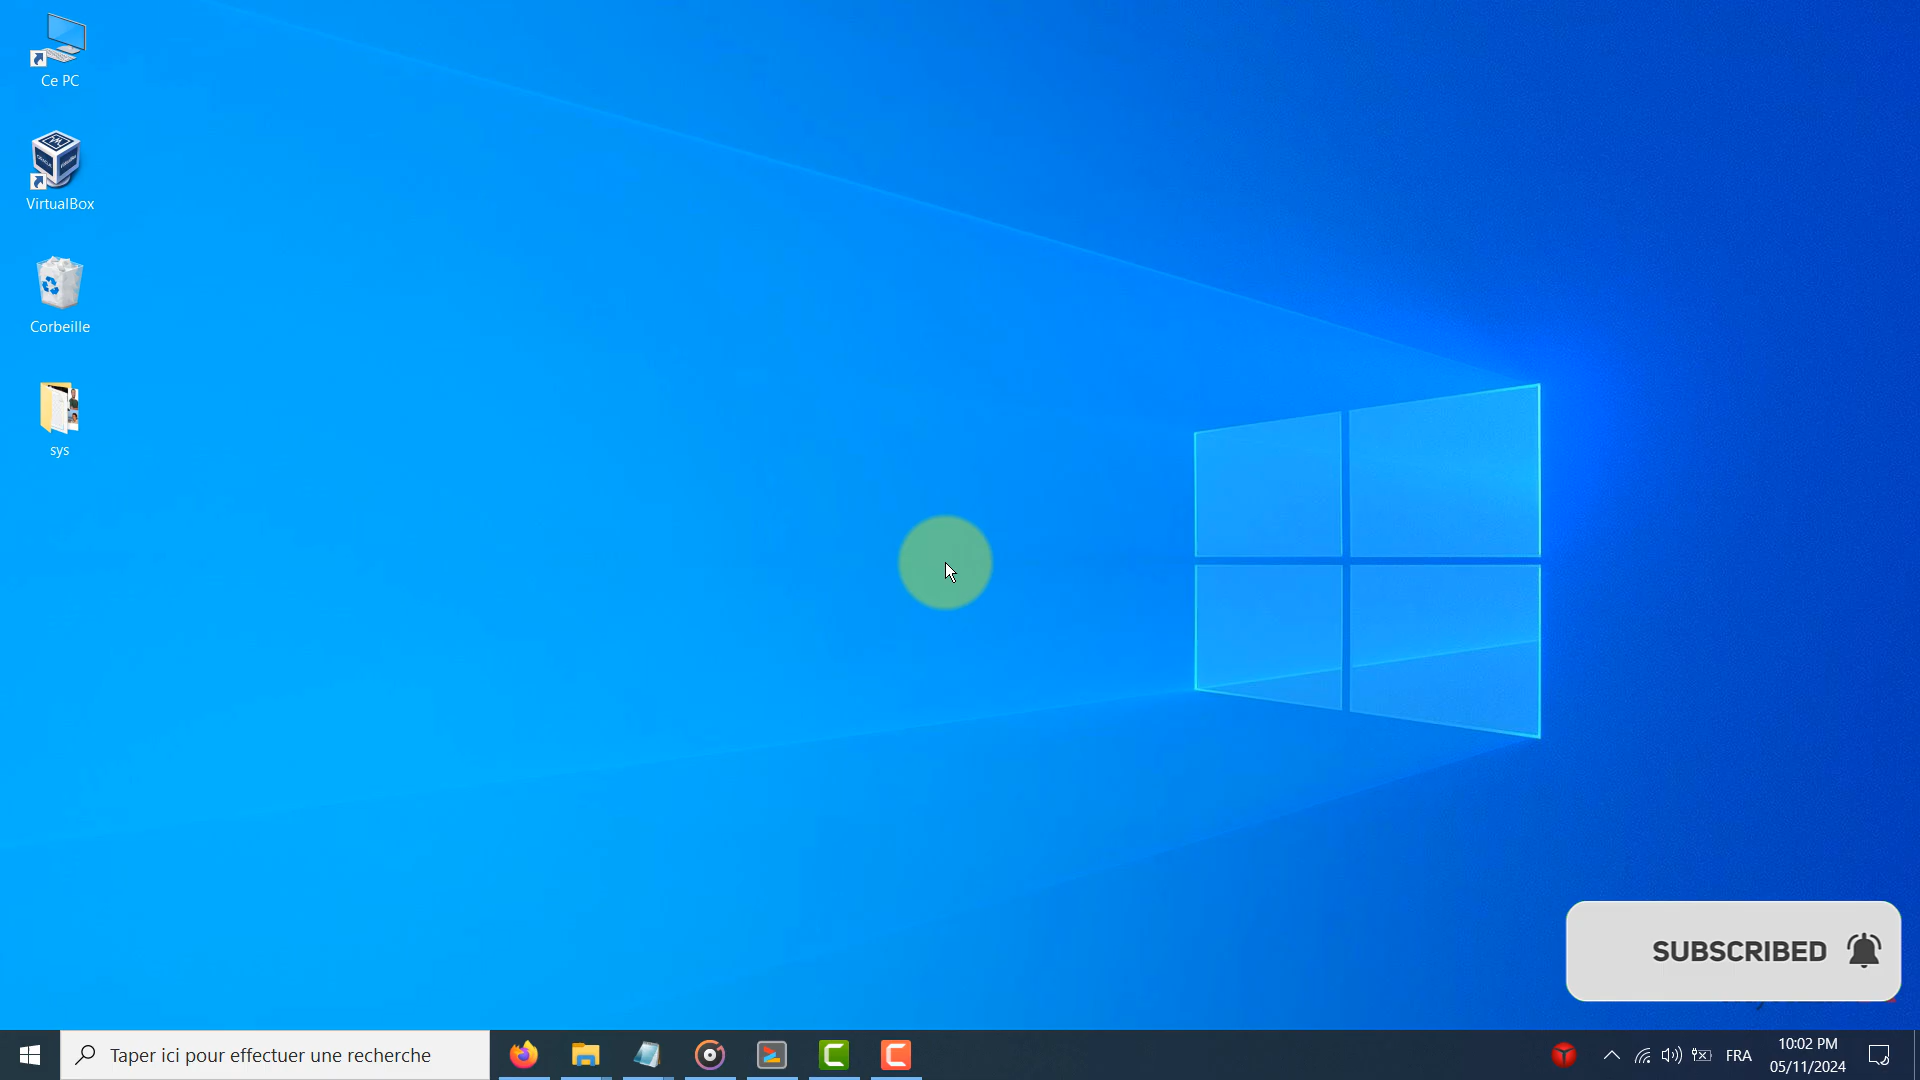 Ce PC
VirtualBox
Corbeille
sys
SUBSCRIBED
Taper ici pour effectuer une recherche
FRA
10:02 PM
05/11/2024